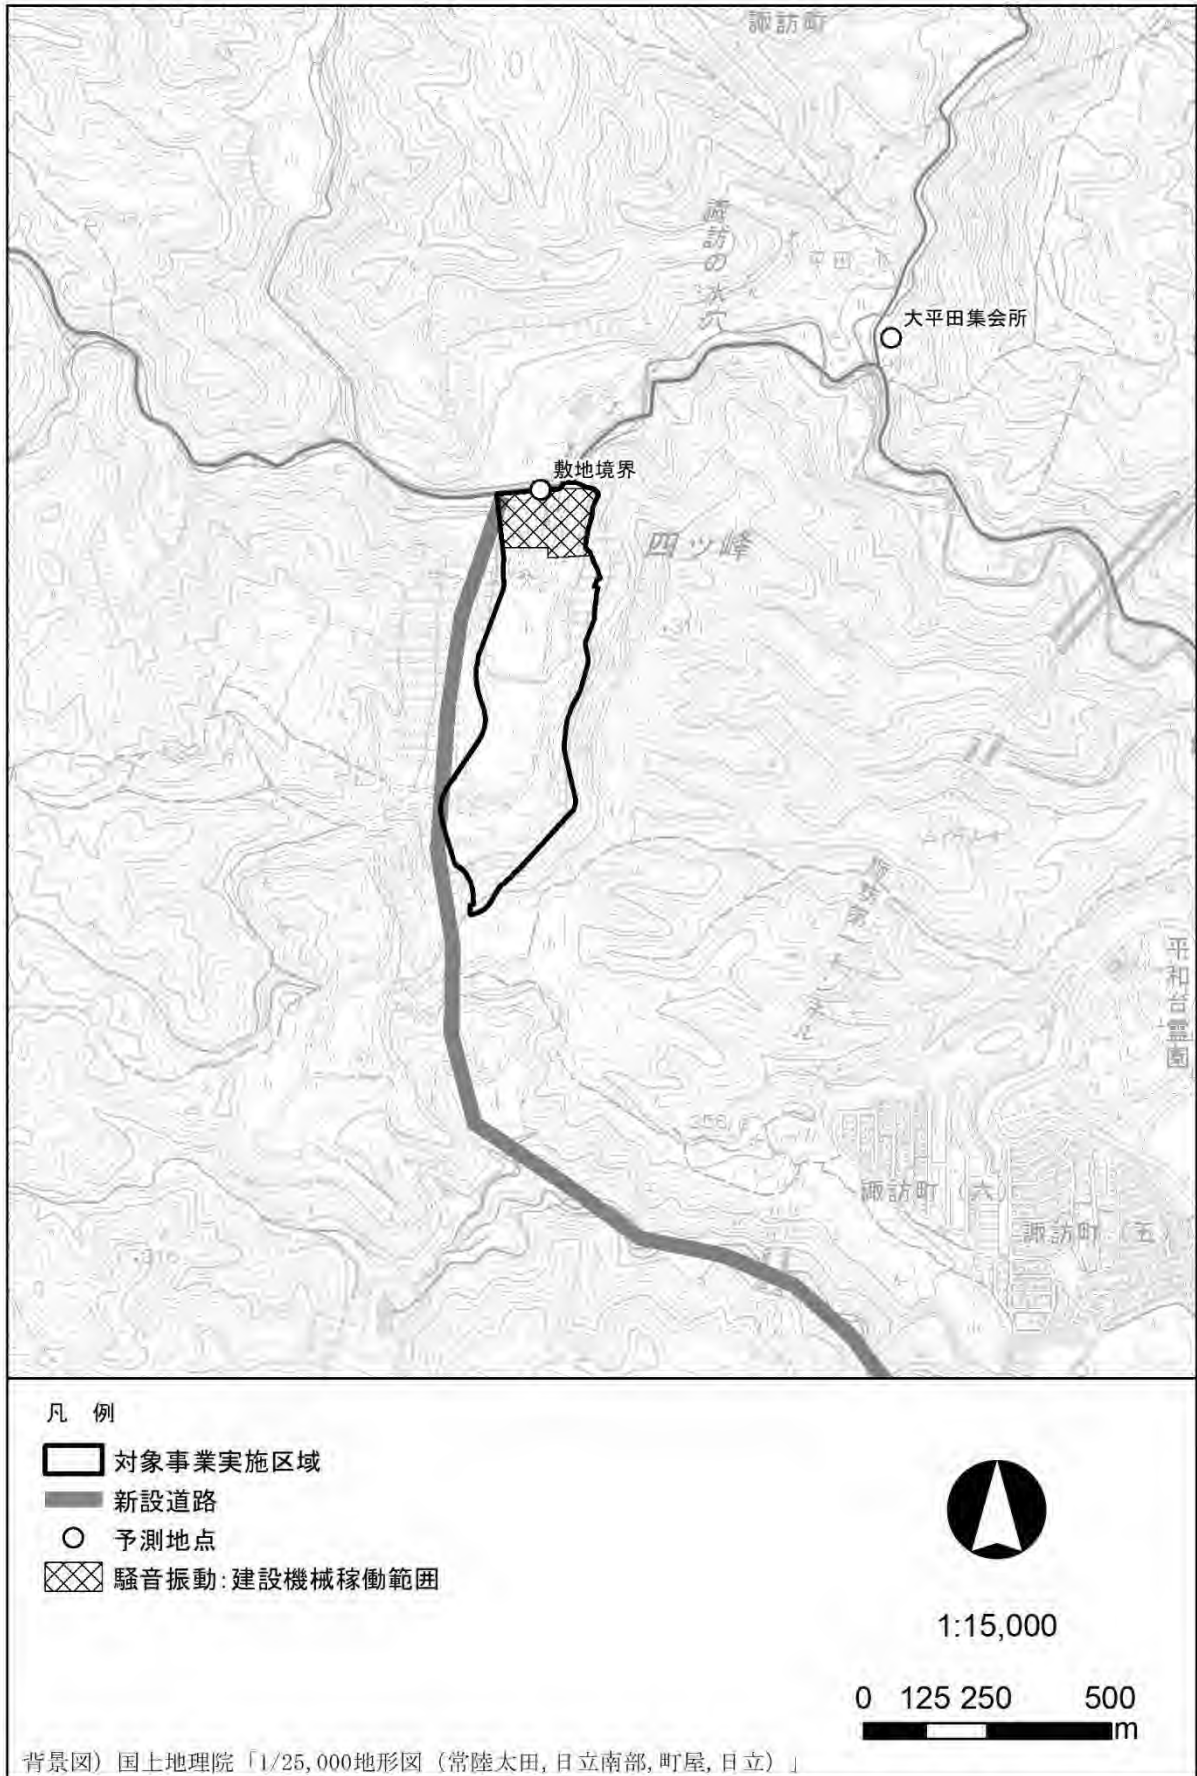 諏訪町
諏訪の水穴
大平田集会所
敷地境界
四ツ峰
平和台霊園
諏訪町（六）
諏訪町（五）
凡　例
対象事業実施区域
新設道路
予測地点
騒音振動：建設機械稼働範囲
1:15,000
0 125 250 500
m
背景図）国土地理院「1/25,000地形図（常陸太田,日立南部,町屋,日立）」